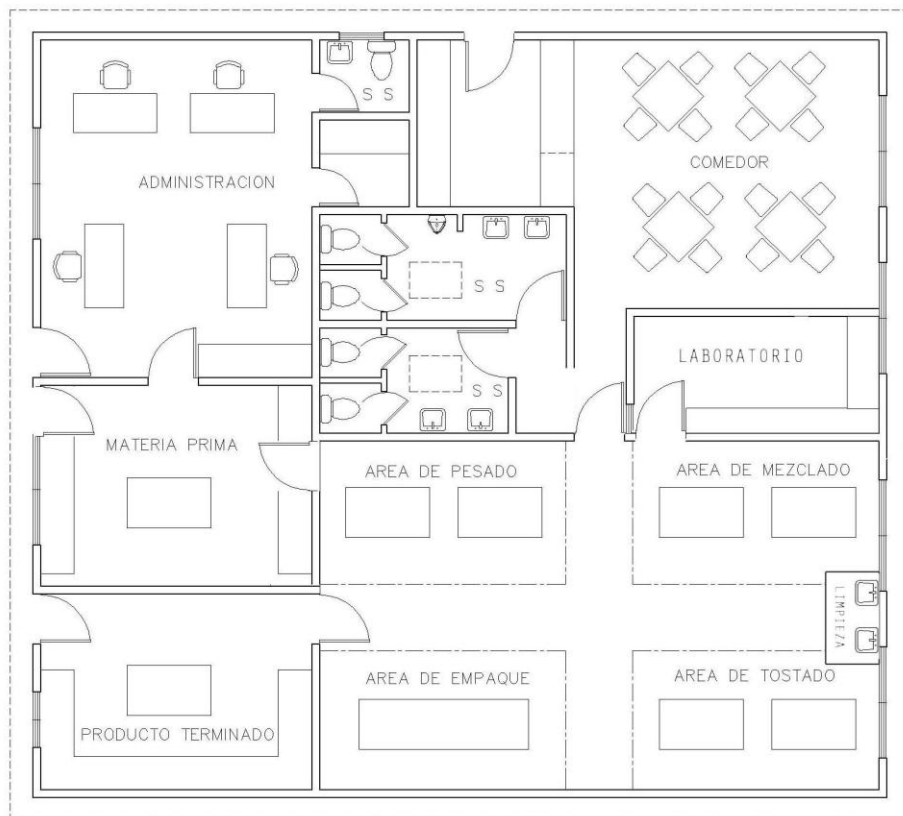 S S
ADMINISTRACION
COMEDOR
S S
LABORATORIO
S S
MATERIA PRIMA
AREA DE PESADO
AREA DE MEZCLADO
LIMPIEZA
AREA DE EMPAQUE
AREA DE TOSTADO
PRODUCTO TERMINADO